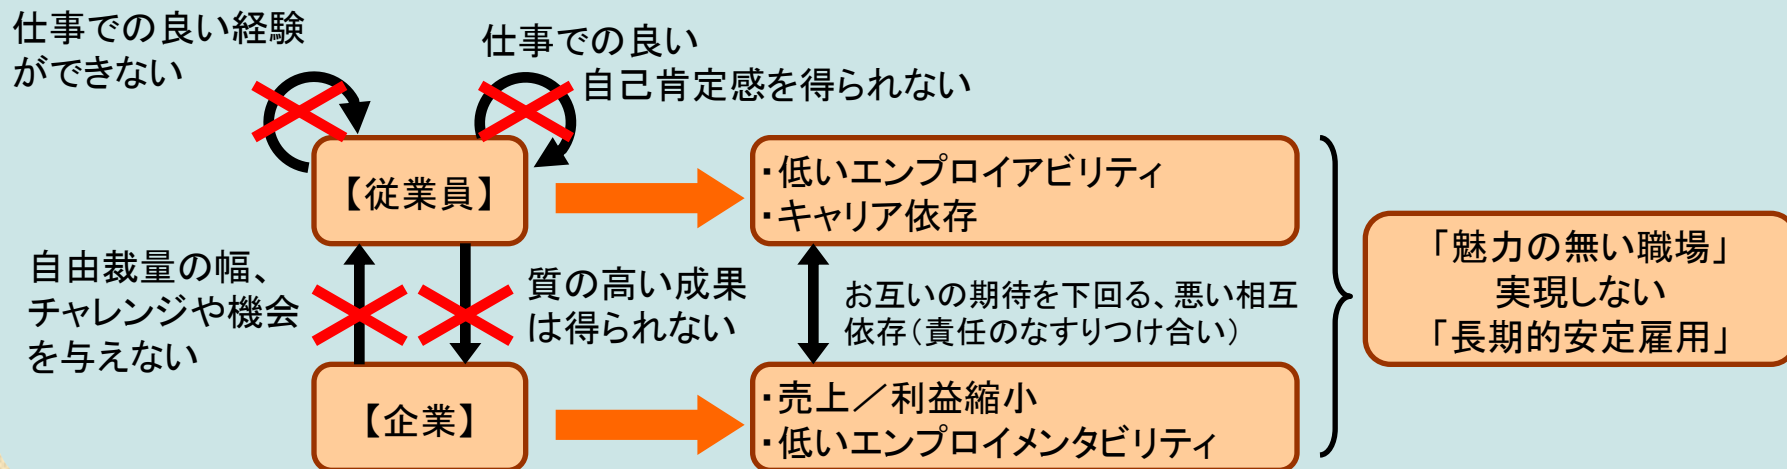 仕事での良い経験
ができない
仕事での良い
自己肯定感を得られない
【従業員】
・低いエンプロイアビリティ
・キャリア依存
自由裁量の幅、
チャレンジや機会
を与えない
質の高い成果
は得られない
お互いの期待を下回る、悪い相互
依存（責任のなすりつけ合い）
「魅力の無い職場」
実現しない
「長期的安定雇用」
【企業】
・売上／利益縮小
・低いエンプロイメンタビリティ